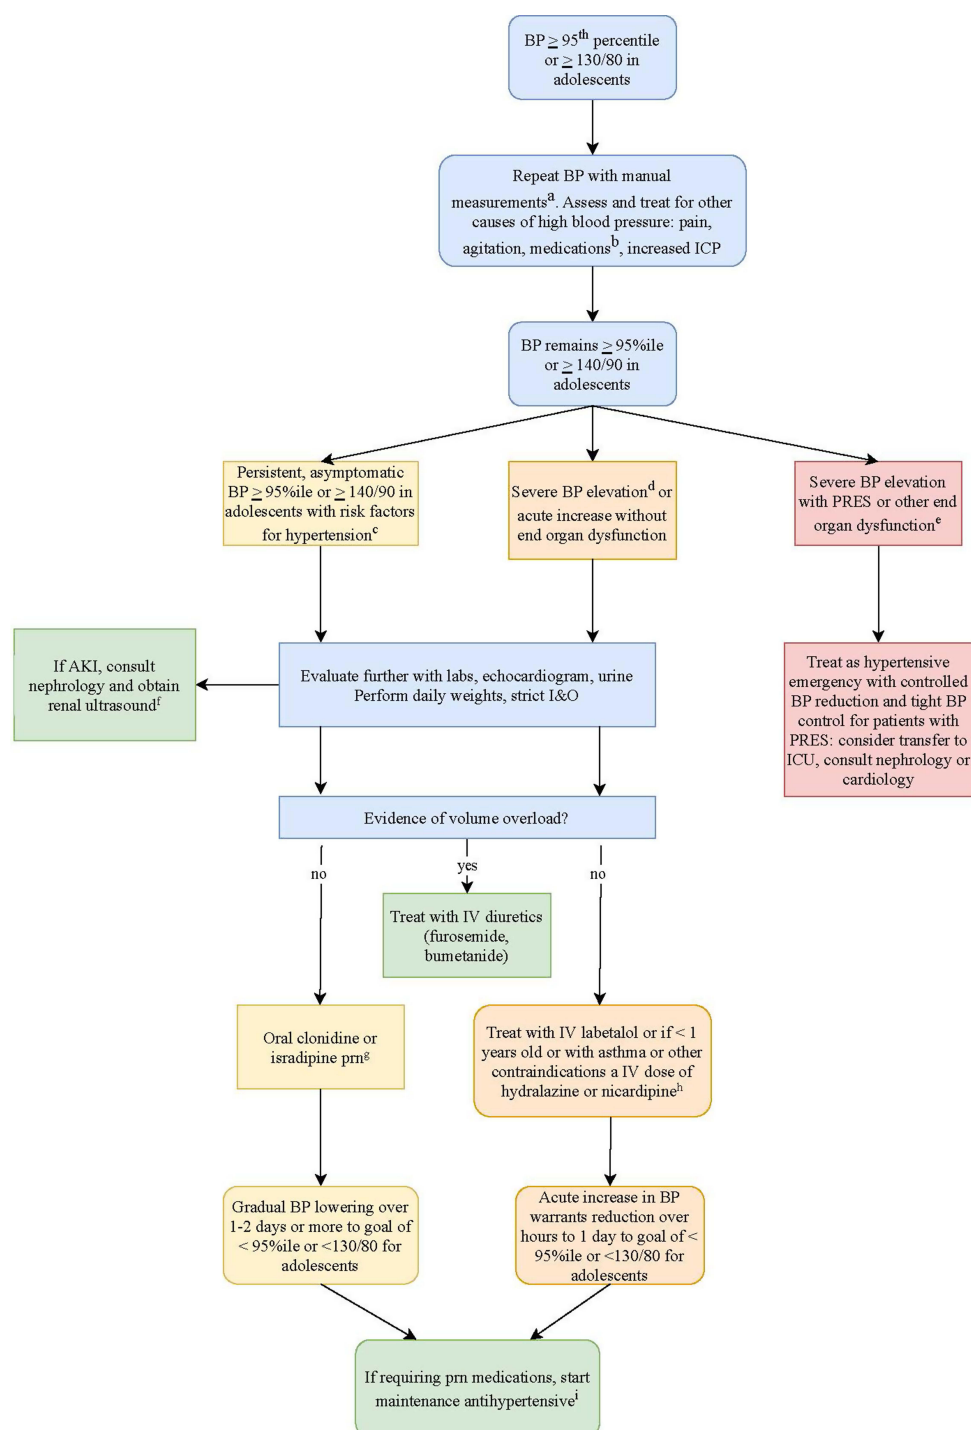 BP ≥ 95th percentile
or ≥ 130/80 in
adolescents
Repeat BP with manual
measurementsa. Assess and treat for other
causes of high blood pressure: pain,
agitation, medicationsb, increased ICP
BP remains ≥ 95%ile
or ≥ 140/90 in
adolescents
Persistent, asymptomatic
BP ≥ 95%ile or ≥ 140/90 in
adolescents with risk factors
for hypertensionc
Severe BP elevationd or
acute increase without
end organ dysfunction
Severe BP elevation
with PRES or other end
organ dysfunctione
If AKI, consult
nephrology and obtain
renal ultrasoundf
Evaluate further with labs, echocardiogram, urine
Perform daily weights, strict I&O
Treat as hypertensive
emergency with controlled
BP reduction and tight BP
control for patients with
PRES: consider transfer to
ICU, consult nephrology or
cardiology
Evidence of volume overload?
no
yes
no
Treat with IV diuretics
(furosemide,
bumetanide)
Oral clonidine or
isradipine prng
Treat with IV labetalol or if < 1
years old or with asthma or other
contraindications a IV dose of
hydralazine or nicardipineh
Gradual BP lowering over
1-2 days or more to goal of
< 95%ile or <130/80 for
adolescents
Acute increase in BP
warrants reduction over
hours to 1 day to goal of <
95%ile or <130/80 for
adolescents
If requiring prn medications, start
maintenance antihypertensivei